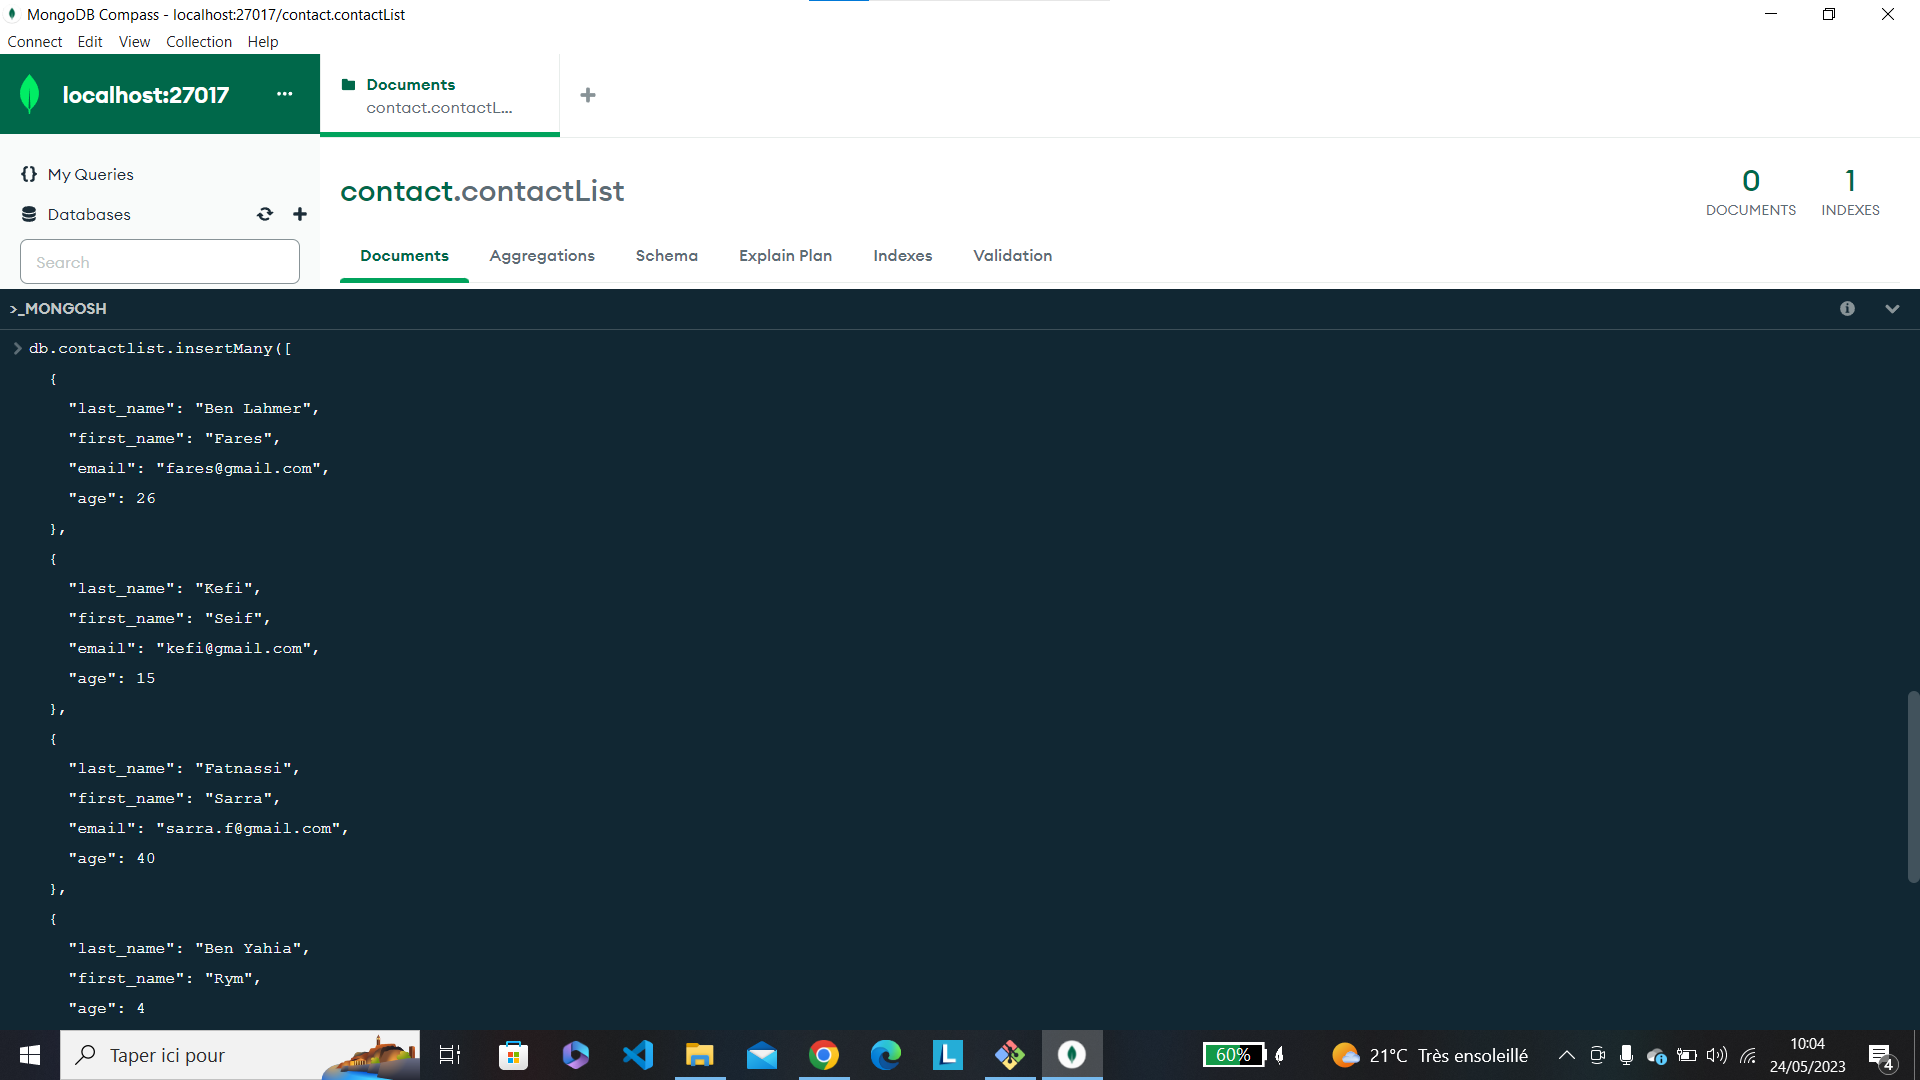 MongoDB Compass - localhost:27017/contact.contactList
Connect Edit View Collection Help
localhost:27017 ...
Documents
contact.contactL...
My Queries
Databases
Search
contact.contactList
0
DOCUMENTS
1
INDEXES
Documents Aggregations Schema Explain Plan Indexes Validation
>_MONGOSH
db.contactlist.insertMany([
{
"last_name": "Ben Lahmer",
"first_name": "Fares",
"email": "fares@gmail.com",
"age": 26
},
{
"last_name": "Kefi",
"first_name": "Seif",
"email": "kefi@gmail.com",
"age": 15
},
{
"last_name": "Fatnassi",
"first_name": "Sarra",
"email": "sarra.f@gmail.com",
"age": 40
},
{
"last_name": "Ben Yahia",
"first_name": "Rym",
"age": 4
Taper ici pour
L
60%
21°C Très ensoleillé
10:04
24/05/2023
4